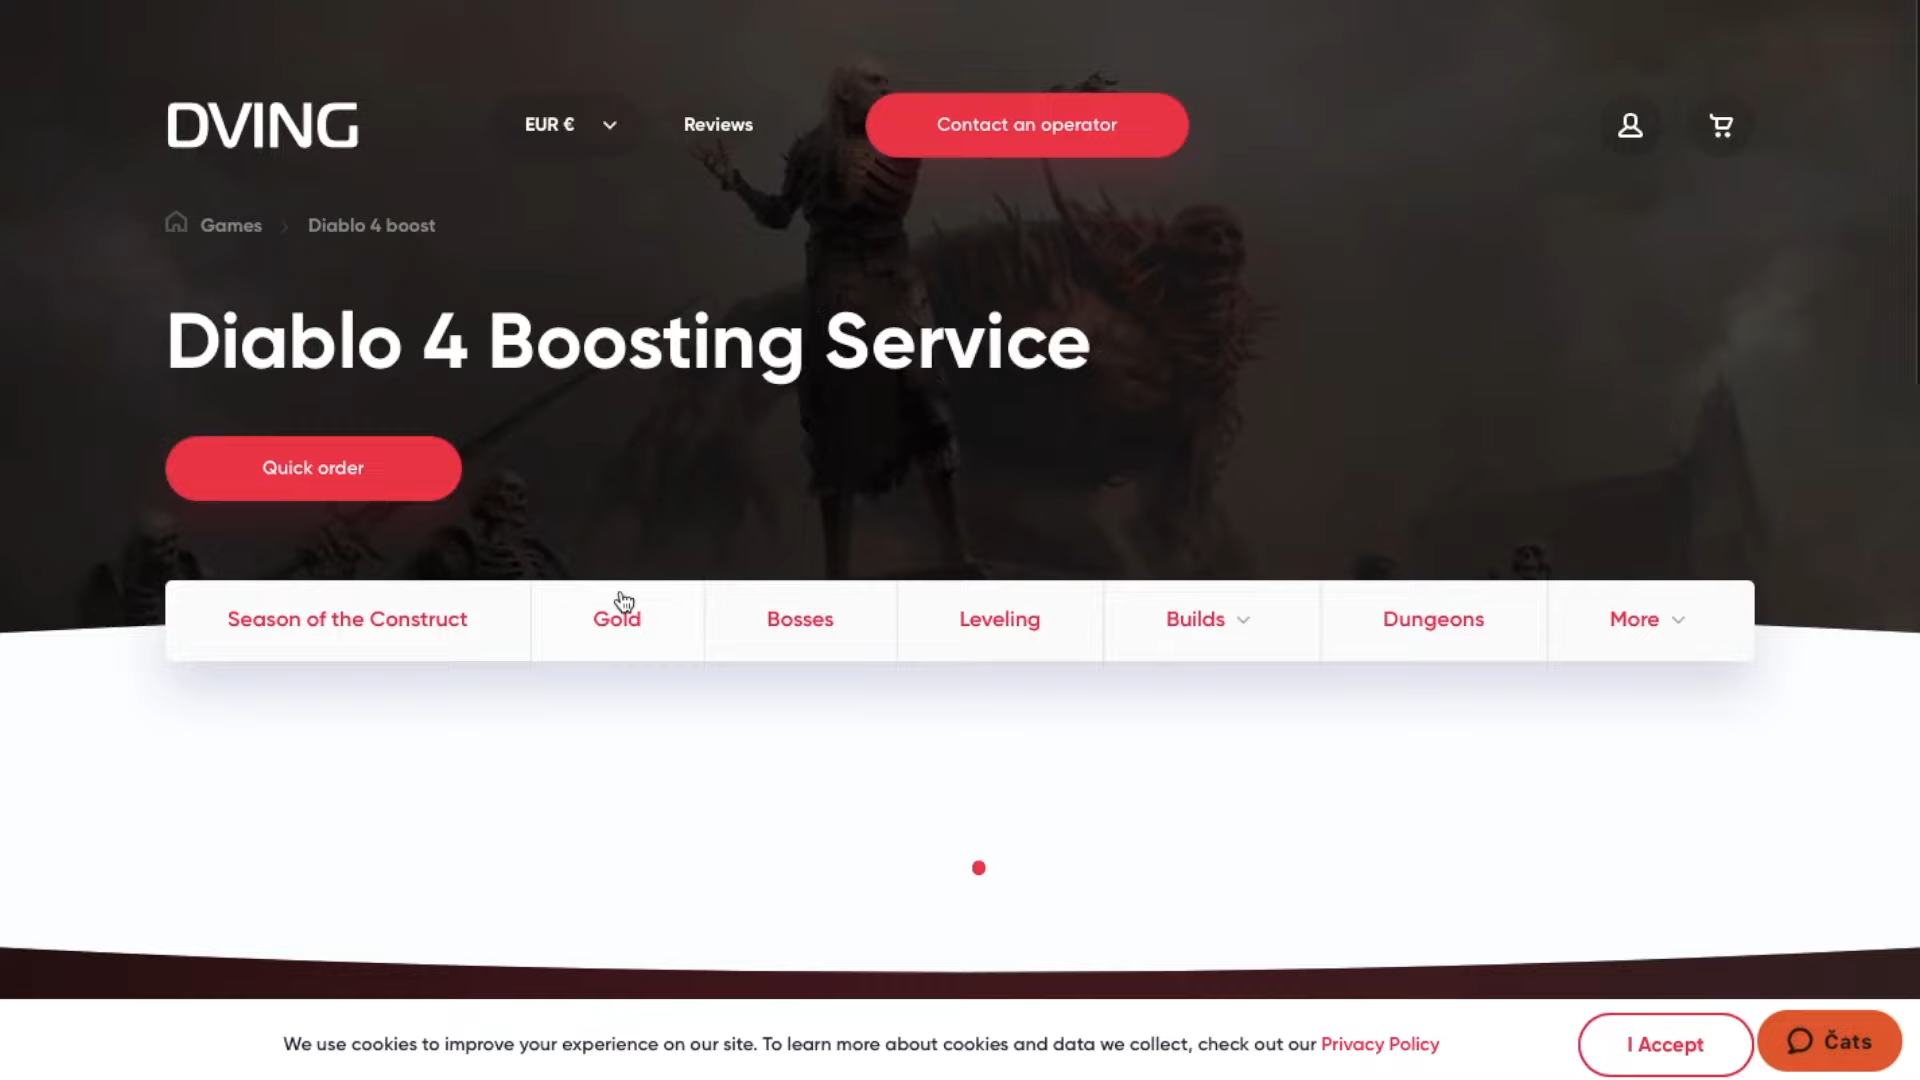 DVING
EUR €
Reviews
Contact an operator
Games
Diablo 4 boost
Diablo 4 Boosting Service
Quick order
Season of the Construct
Gold
Bosses
Leveling
Builds
Dungeons
More
We use cookies to improve your experience on our site. To learn more about cookies and data we collect, check out our Privacy Policy
I Accept
Čats